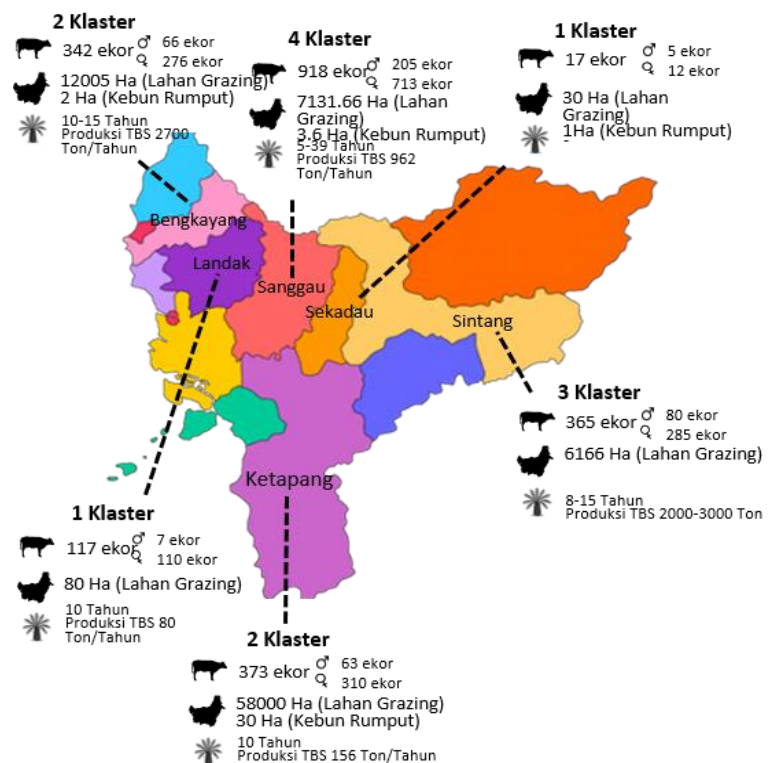 2 Klaster
342 ekor
♂ 66 ekor
♀ 276 ekor
12005 Ha (Lahan Grazing)
2 Ha (Kebun Rumput)
10-15 Tahun
Produksi TBS 2700
Ton/Tahun
4 Klaster
918 ekor
♂ 205 ekor
♀ 713 ekor
7131.66 Ha (Lahan
Grazing)
3.6 Ha (Kebun Rumput)
5-39 Tahun
Produksi TBS 962
Ton/Tahun
1 Klaster
17 ekor
♂ 5 ekor
♀ 12 ekor
30 Ha (Lahan
Grazing)
1Ha (Kebun Rumput)
-
Bengkayang
Landak
Sanggau
Sekadau
Sintang
Ketapang
3 Klaster
365 ekor
♂ 80 ekor
♀ 285 ekor
6166 Ha (Lahan Grazing)
8-15 Tahun
Produksi TBS 2000-3000 Ton
1 Klaster
117 ekor
♂ 7 ekor
♀ 110 ekor
80 Ha (Lahan Grazing)
10 Tahun
Produksi TBS 80
Ton/Tahun
2 Klaster
373 ekor
♂ 63 ekor
♀ 310 ekor
58000 Ha (Lahan Grazing)
30 Ha (Kebun Rumput)
10 Tahun
Produksi TBS 156 Ton/Tahun